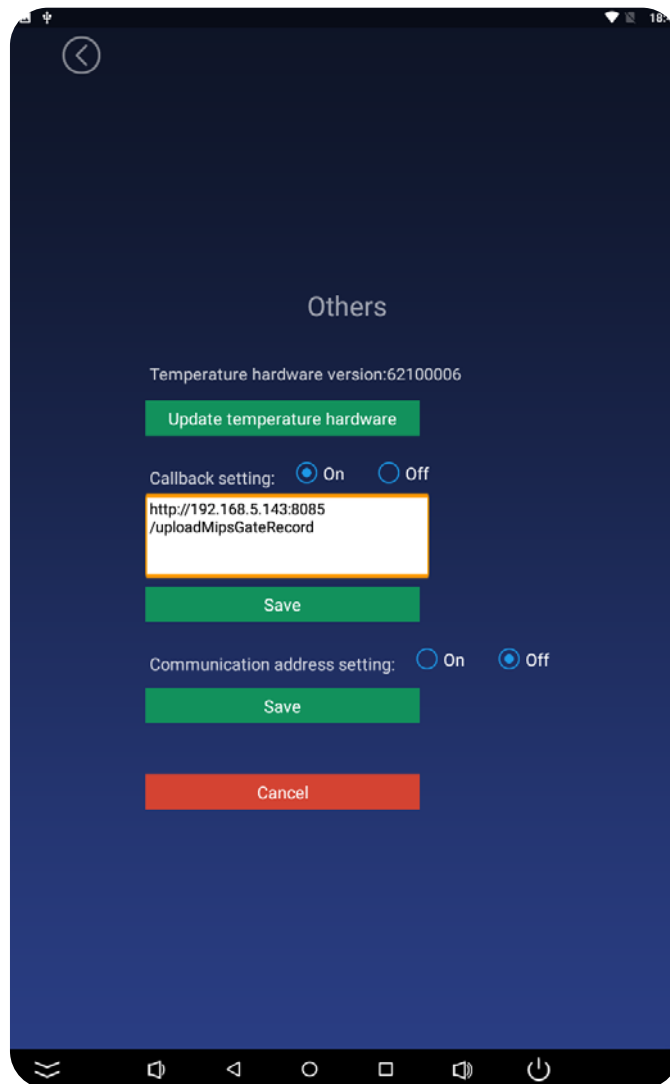 18:
Others
Temperature hardware version:62100006
Update temperature hardware
Callback setting: On Off
http://192.168.5.143:8085
/uploadMipsGateRecord
Save
Communication address setting: On Off
Save
Cancel